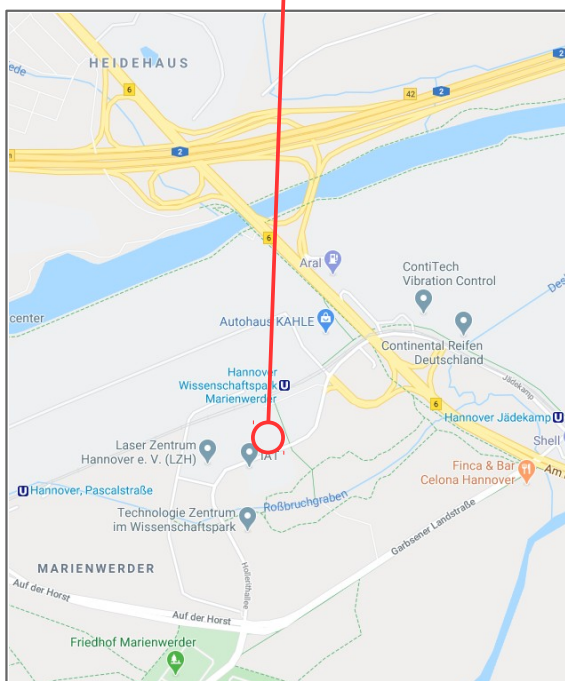 HEIDEHAUS
6
2
42
2
2
6
Aral
ContiTech
Vibration Control
center
Autohaus KAHLE
Continental Reifen
Deutschland
Hannover
Wissenschaftspark
Marienwerder
Jädekamp
6
Hannover Jädekamp
Shell
Laser Zentrum
Hannover e. V. (LZH)
IAT
Finca & Bar
Celona Hannover
Am
Hannover, Pascalstraße
Roßbruchgraben
Technologie Zentrum
im Wissenschaftspark
Garbsener Landstraße
MARIENWERDER
Hollerithallee
Auf der Horst
Auf der Horst
Friedhof Marienwerder